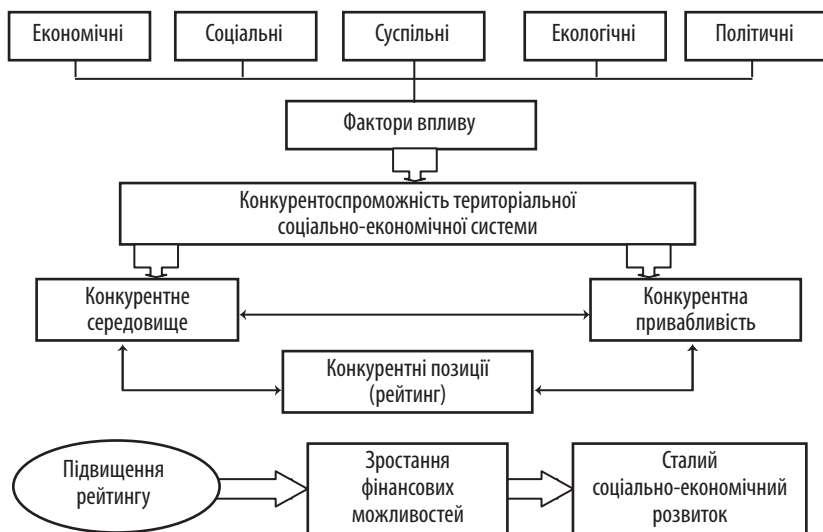 Економічні
Соціальні
Суспільні
Екологічні
Політичні
Фактори впливу
Конкурентоспроможність територіальної
соціально-економічної системи
Конкурентне
середовище
Конкурентна
привабливість
Конкурентні позиції
(рейтинг)
Підвищення
рейтингу
Зростання
фінансових
можливостей
Сталий
соціально-економічний
розвиток